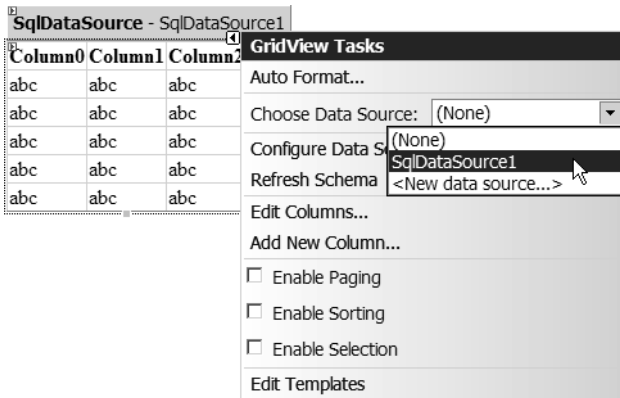 SqlDataSource - SqlDataSource1
Column0 Column1 Column2
abc abc abc
abc abc abc
abc abc abc
abc abc abc
abc abc abc
GridView Tasks
Auto Format...
Choose Data Source: (None)
(None)
SqlDataSource1
<New data source...>
Configure Data S
Refresh Schema
Edit Columns...
Add New Column...
Enable Paging
Enable Sorting
Enable Selection
Edit Templates